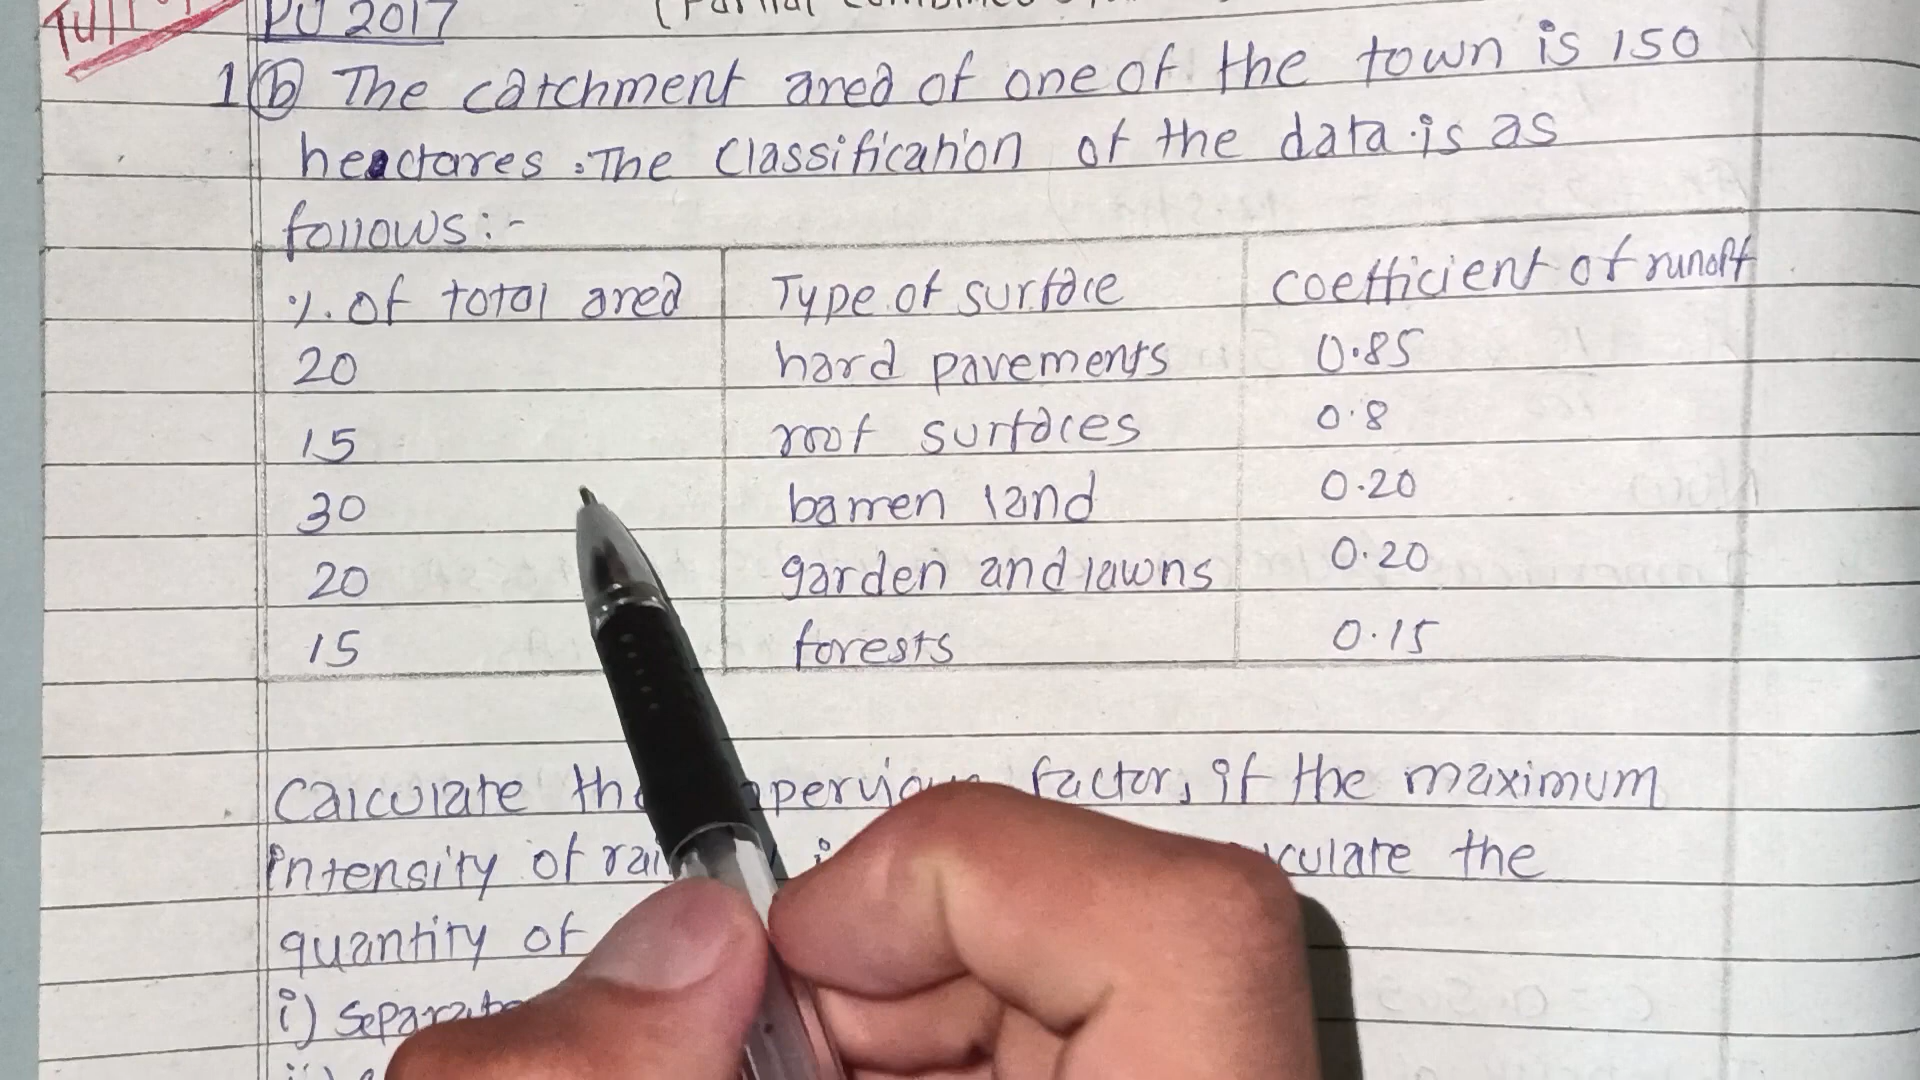 PU 2017
1 b) The catchment area of one of the town is 150
hectares. The classification of the data is as
follows:-
%. of total area Type of surface coefficient of runoff
20 hard pavements 0.85
15 roof surfaces 0.8
30 barren land 0.20
20 garden and lawns 0.20
15 forests 0.15
Calculate the factor, if the maximum
intensity of the
quantity of
i)